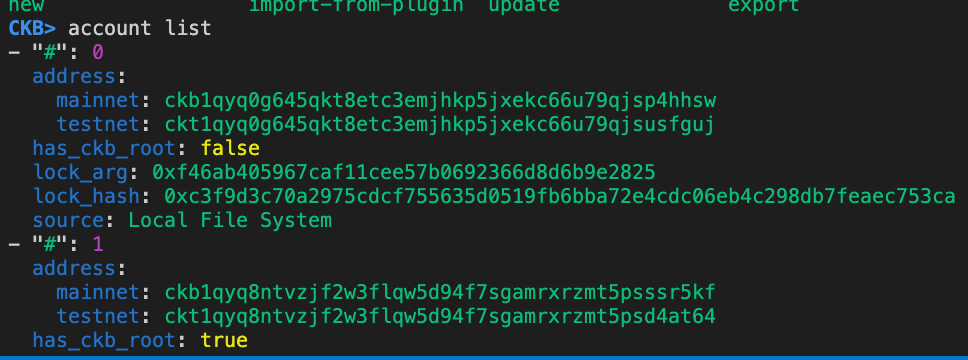 new import-from-plugin update export
CKB> account list
- "#": 0
address:
mainnet: ckb1qyq0g645qkt8etc3emjhkp5jxekc66u79qjsp4hhsw
testnet: ckt1qyq0g645qkt8etc3emjhkp5jxekc66u79qjsusfguj
has_ckb_root: false
lock_arg: 0xf46ab405967caf11cee57b0692366d8d6b9e2825
lock_hash: 0xc3f9d3c70a2975cdcf755635d0519fb6bba72e4cdc06eb4c298db7feaec753ca
source: Local File System
- "#": 1
address:
mainnet: ckb1qyq8ntvzjf2w3flqw5d94f7sgamrxrzmt5psssr5kf
testnet: ckt1qyq8ntvzjf2w3flqw5d94f7sgamrxrzmt5psd4at64
has_ckb_root: true